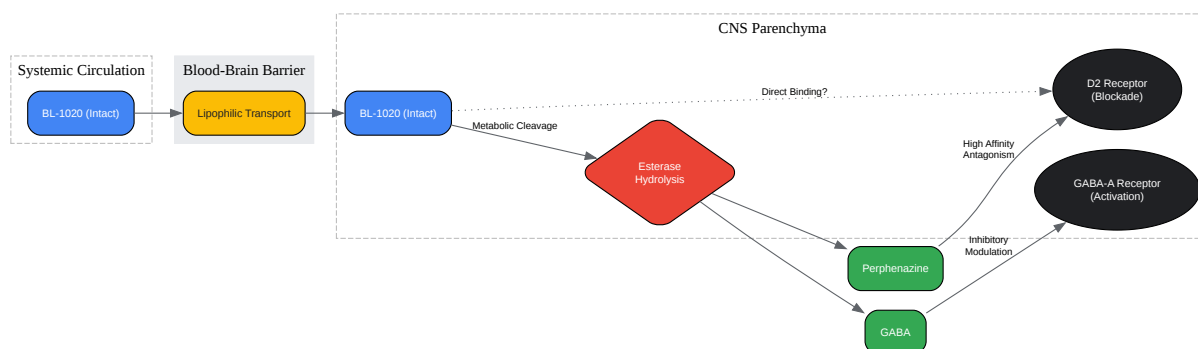 CNS Parenchyma
Systemic Circulation
Blood-Brain Barrier
BL-1020 (Intact)
Lipophilic Transport
BL-1020 (Intact)
Direct Binding?
D2 Receptor
(Blockade)
Metabolic Cleavage
Esterase
Hydrolysis
High Affinity
Antagonism
GABA-A Receptor
(Activation)
Inhibitory
Modulation
Perphenazine
GABA